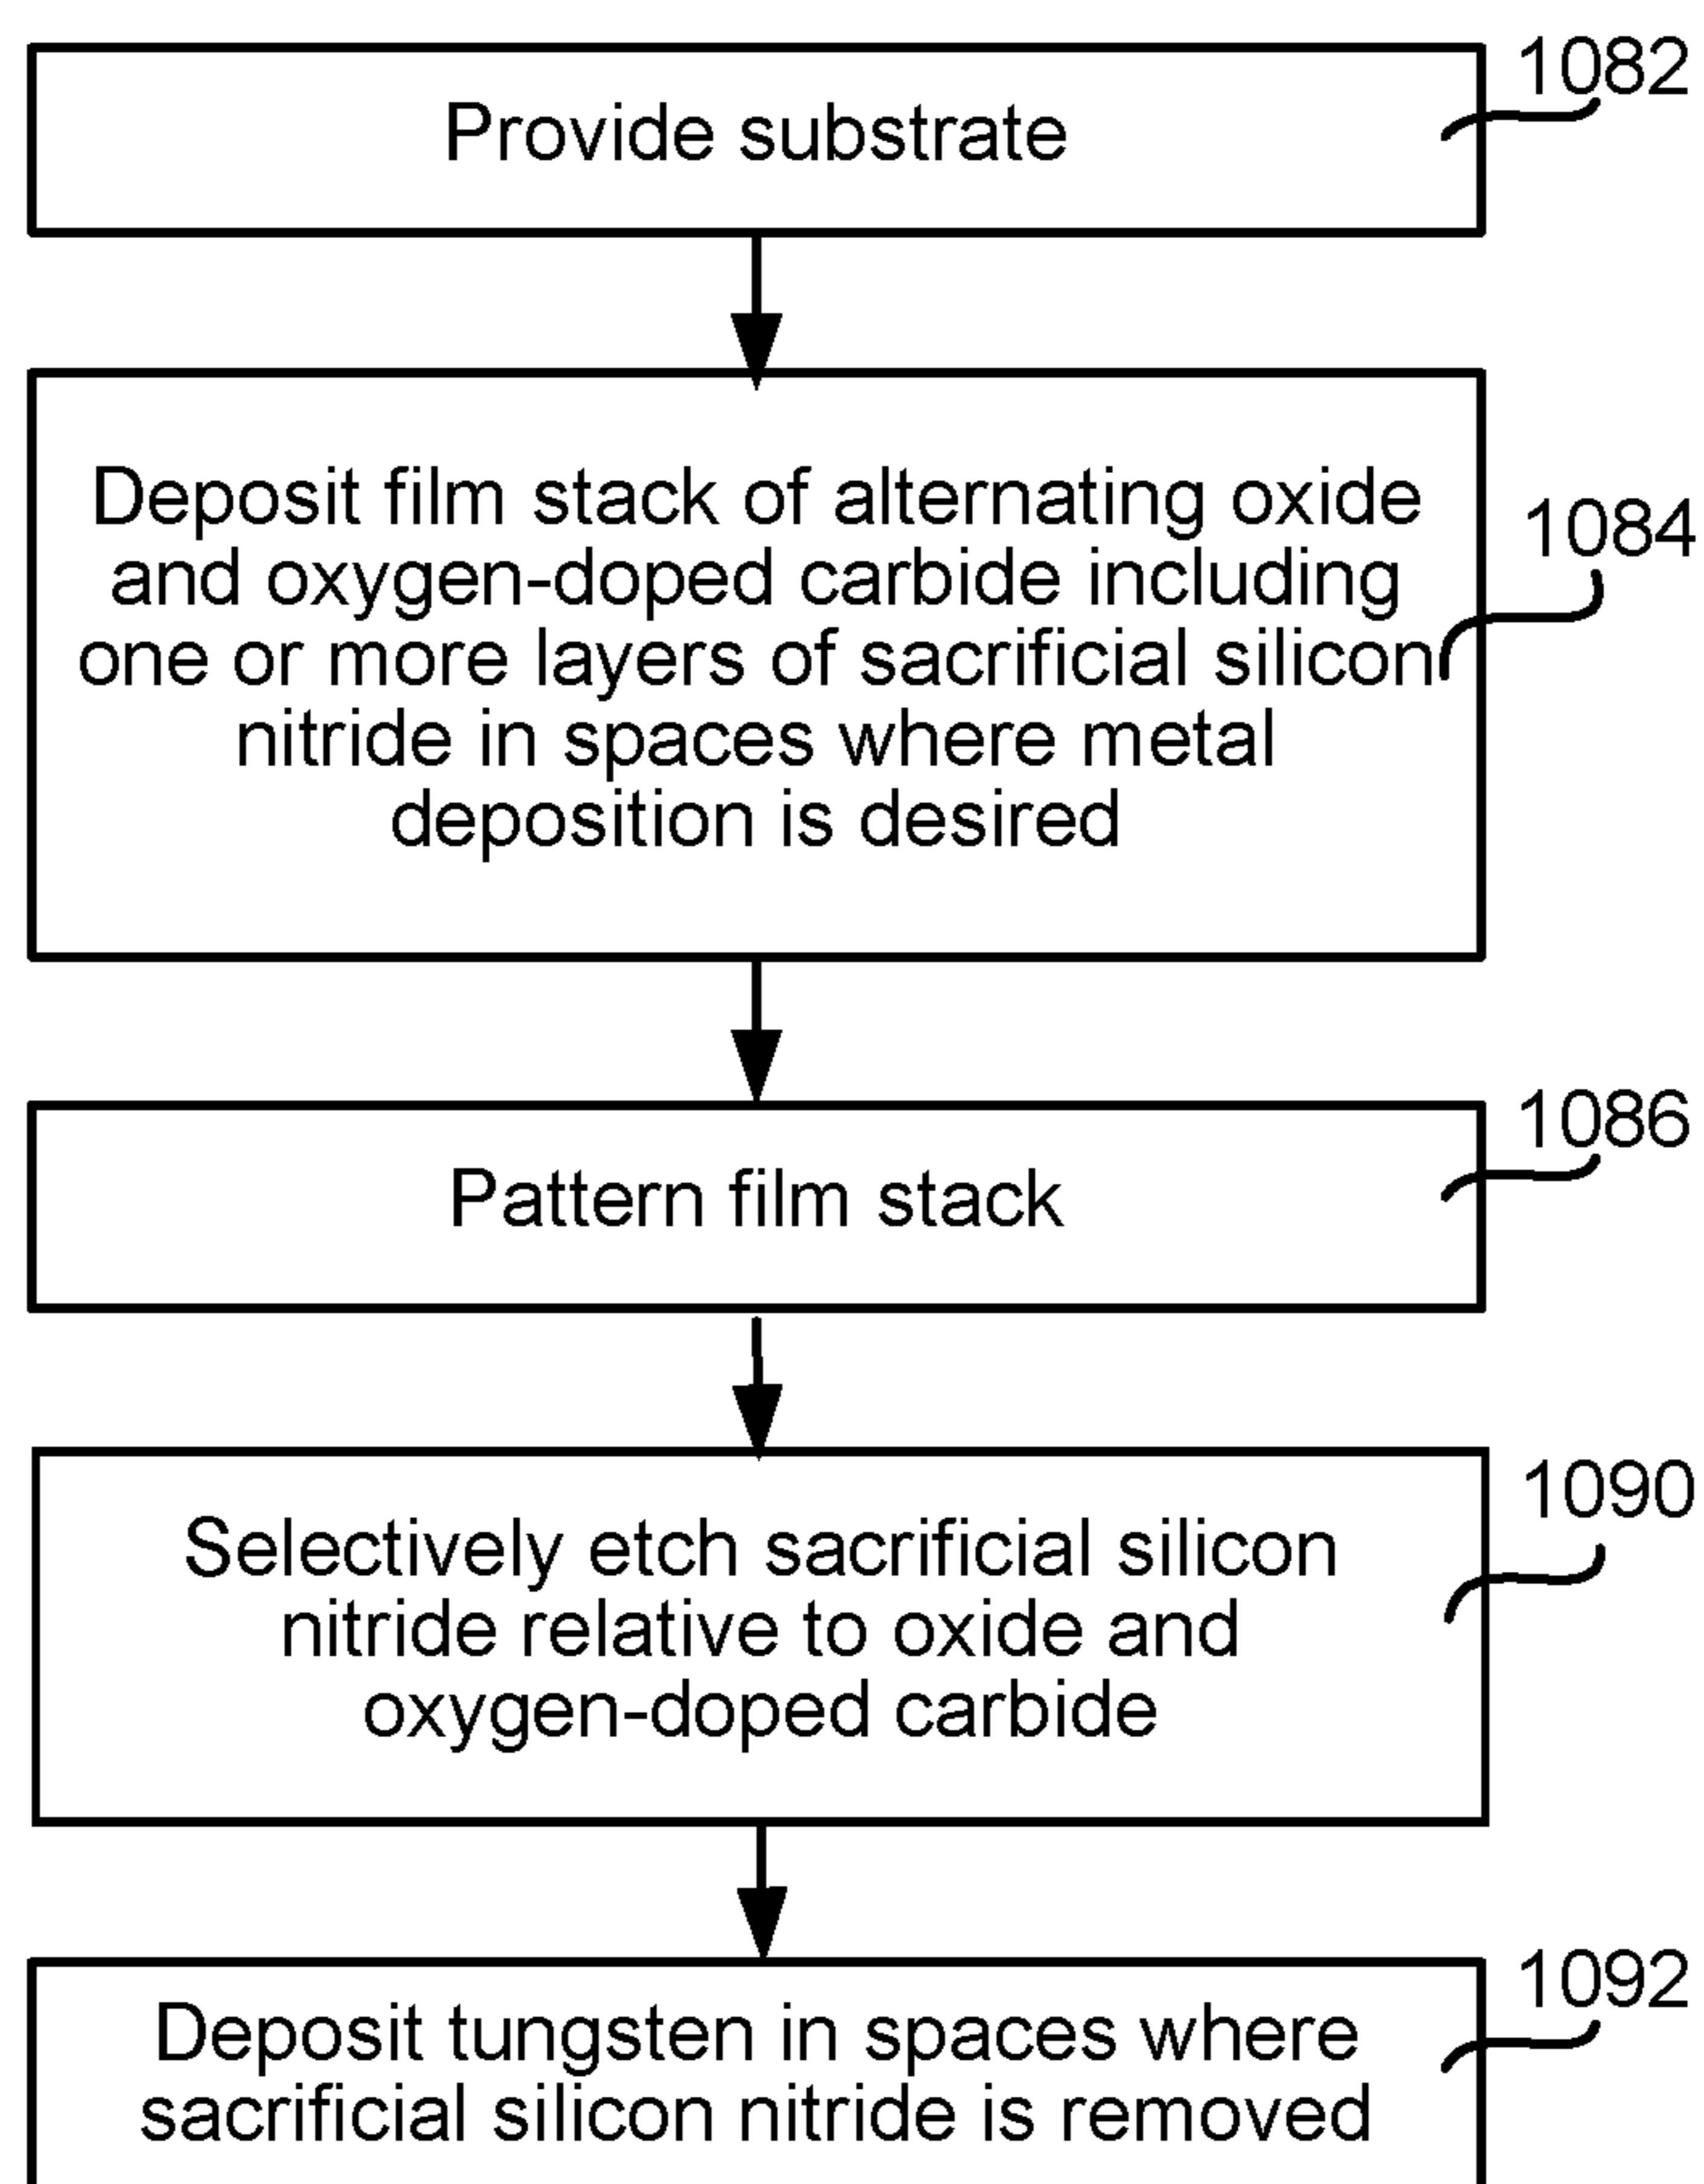 1082
Provide substrate
Deposit film stack of alternating oxide
and oxygen-doped carbide including
one or more layers of sacrificial silicon
nitride in spaces where metal
deposition is desired
1084
1086
Pattern film stack
1090
Selectively etch sacrificial silicon
nitride relative to oxide and
oxygen-doped carbide
1092
Deposit tungsten in spaces where
sacrificial silicon nitride is removed